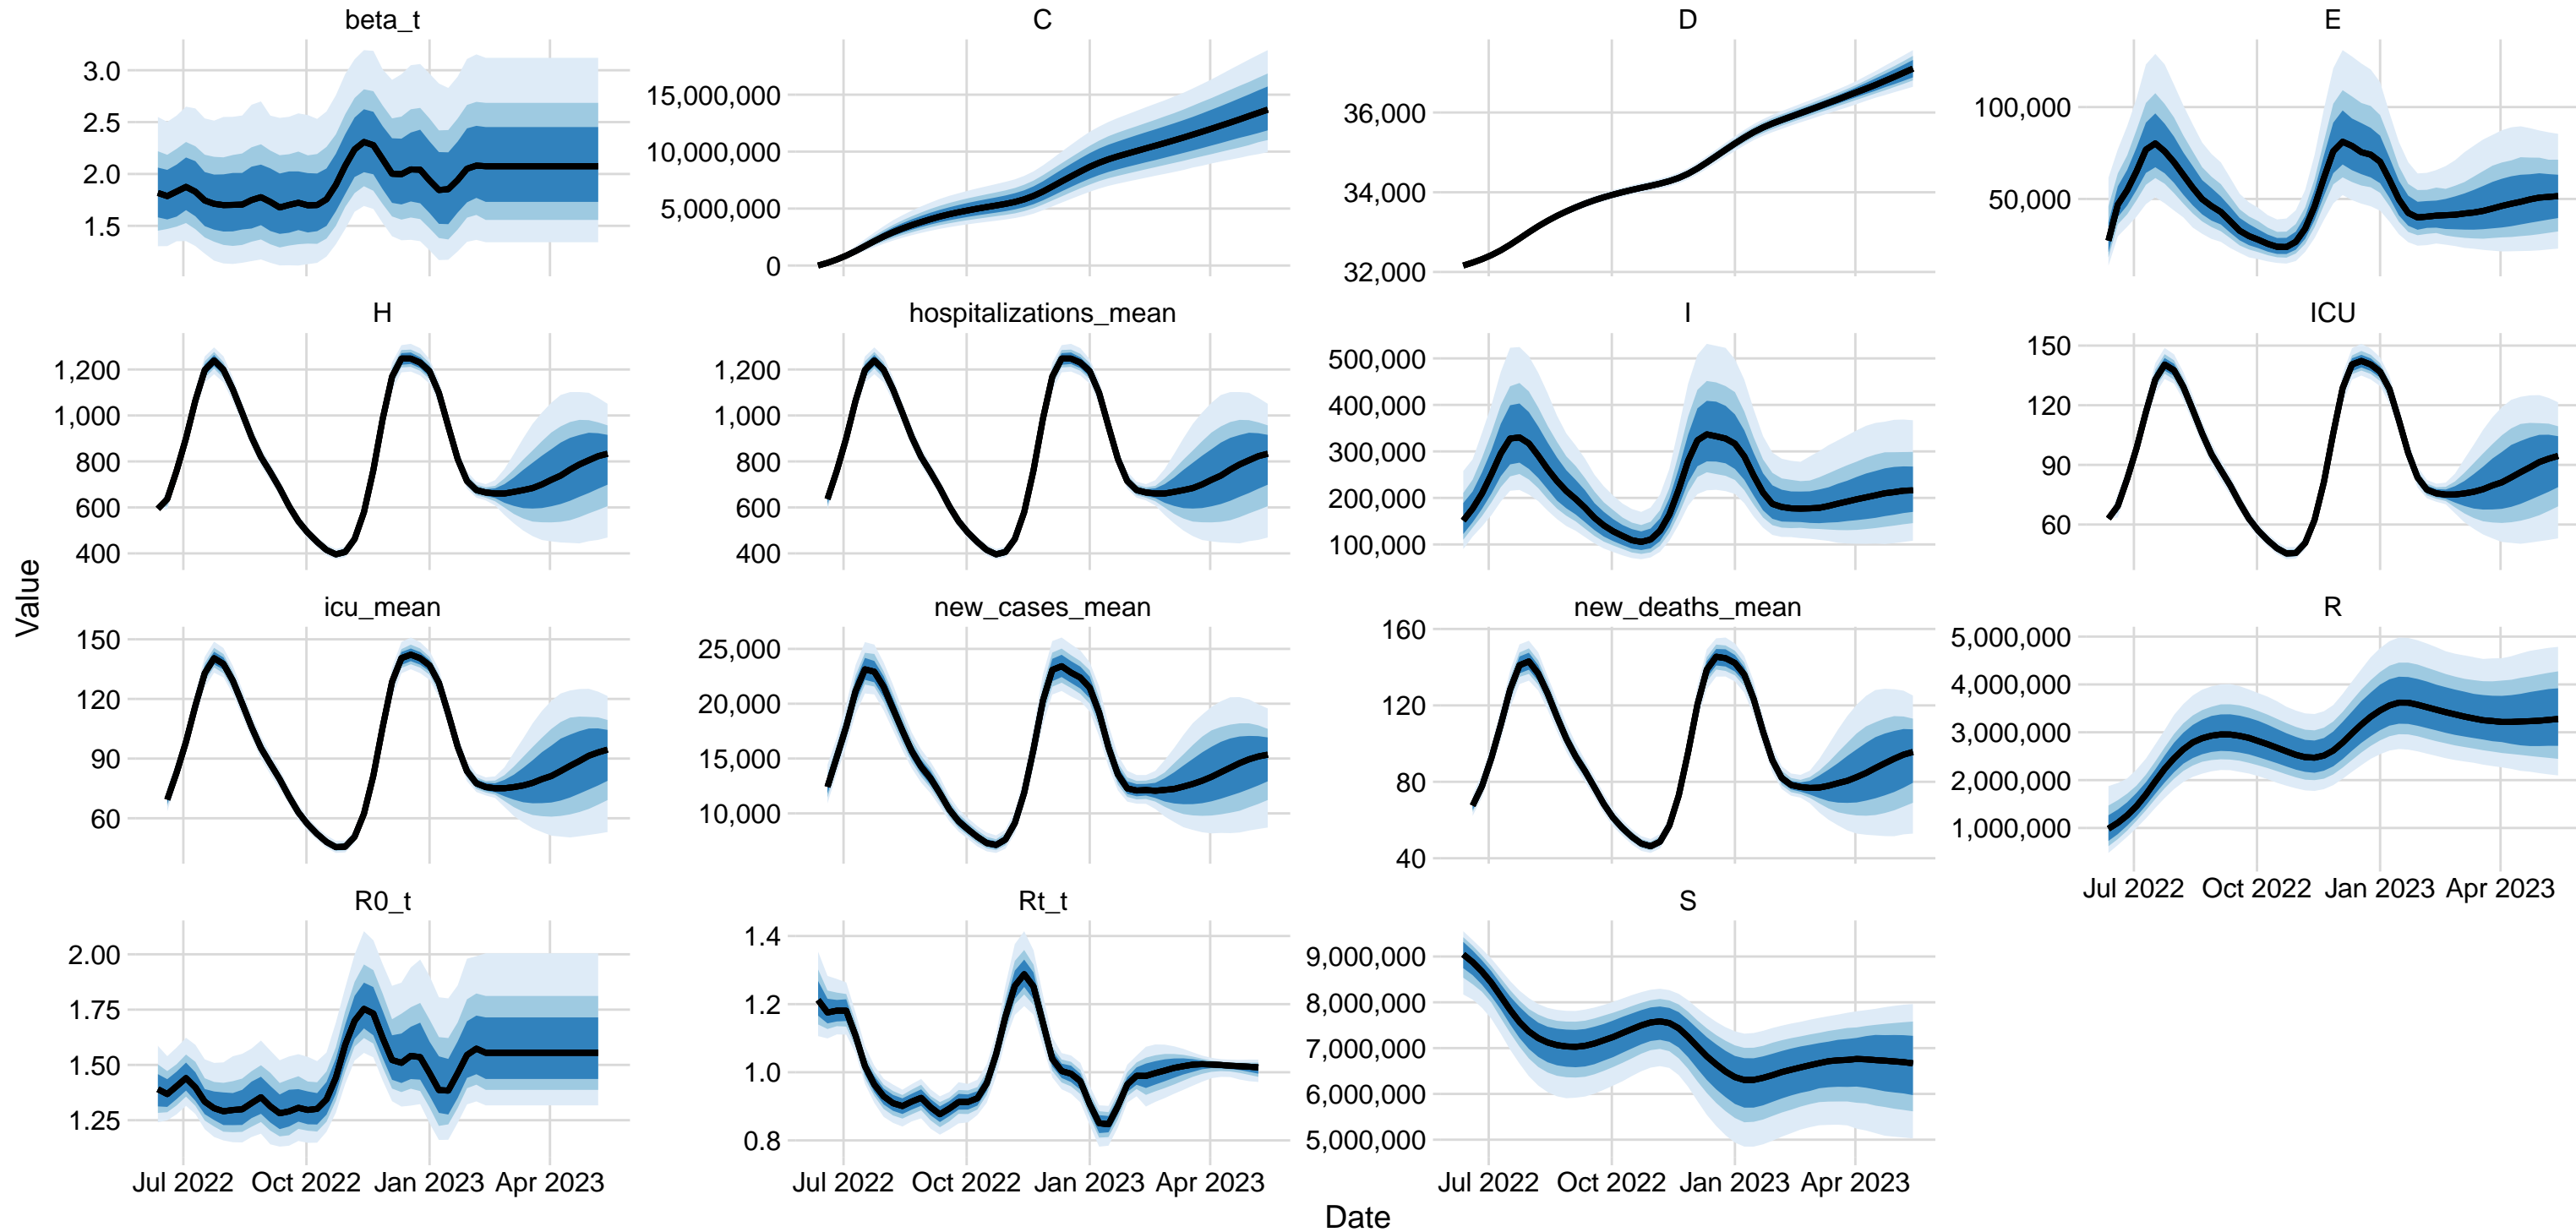 beta_t
3.0
2.5
2.0
1.5
C
15,000,000
10,000,000
5,000,000
0
D
36,000
34,000
32,000
E
100,000
50,000
H
1,200
1,000
800
600
400
hospitalizations_mean
1,200
1,000
800
600
400
I
500,000
400,000
300,000
200,000
100,000
ICU
150
120
90
60
Value
icu_mean
150
120
90
60
new_cases_mean
25,000
20,000
15,000
10,000
new_deaths_mean
160
120
80
40
R
5,000,000
4,000,000
3,000,000
2,000,000
1,000,000
Jul 2022 Oct 2022 Jan 2023 Apr 2023
R0_t
2.00
1.75
1.50
1.25
Jul 2022 Oct 2022 Jan 2023 Apr 2023
Rt_t
1.4
1.2
1.0
0.8
Jul 2022 Oct 2022 Jan 2023 Apr 2023
S
9,000,000
8,000,000
7,000,000
6,000,000
5,000,000
Jul 2022 Oct 2022 Jan 2023 Apr 2023
Date